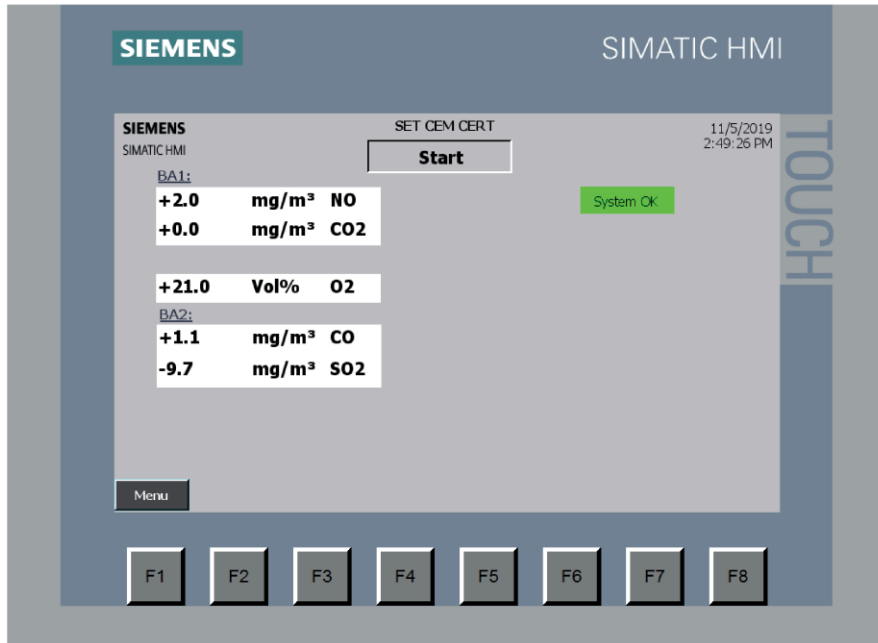 SIEMENS
SIMATIC HMI
SIEMENS
SIMATIC HMI
SET CEM CERT
Start
11/5/2019
2:49:26 PM
TOUCH
BA1:
+2.0 mg/m³ NO
+0.0 mg/m³ CO2
System OK
+21.0 Vol% O2
BA2:
+1.1 mg/m³ CO
-9.7 mg/m³ SO2
Menu
F1 F2 F3 F4 F5 F6 F7 F8